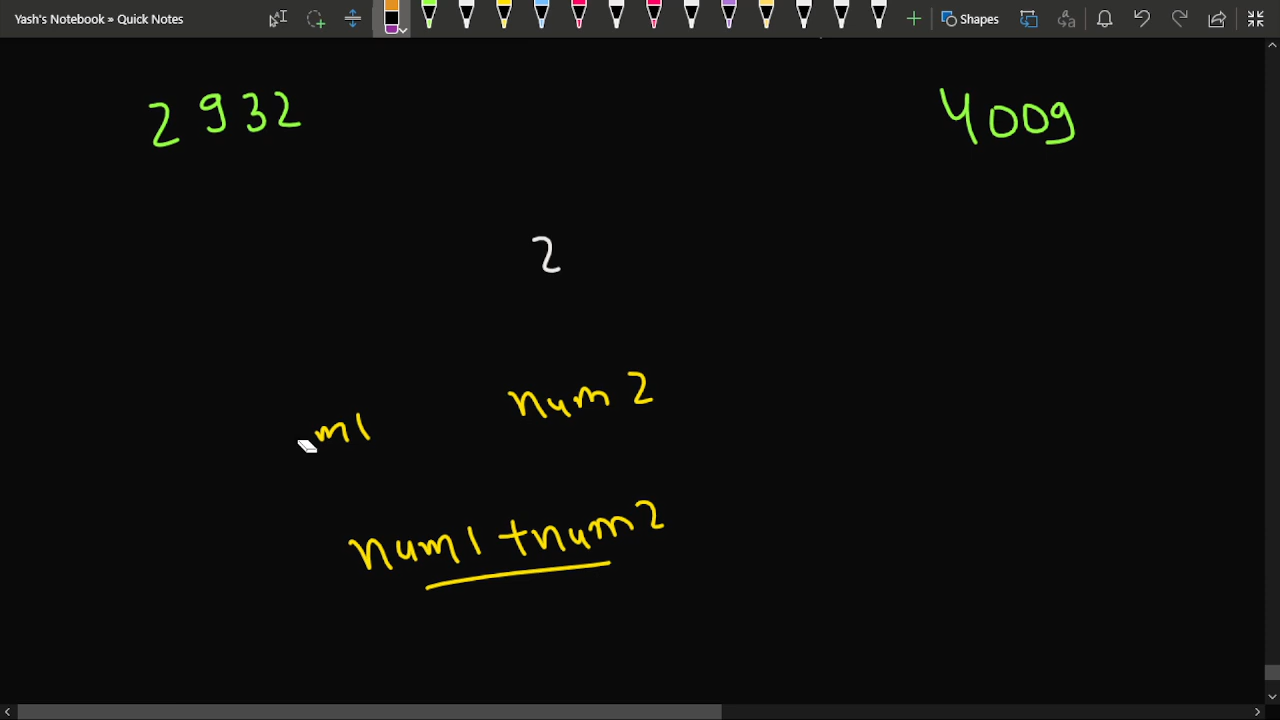 Yash's Notebook » Quick Notes
Shapes
2932 4009
2
num 2
m1
num1 + num2